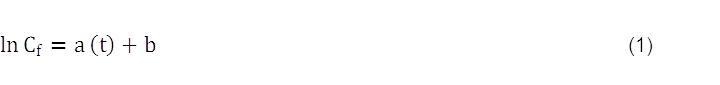 ln C_f = a (t) + b (1)